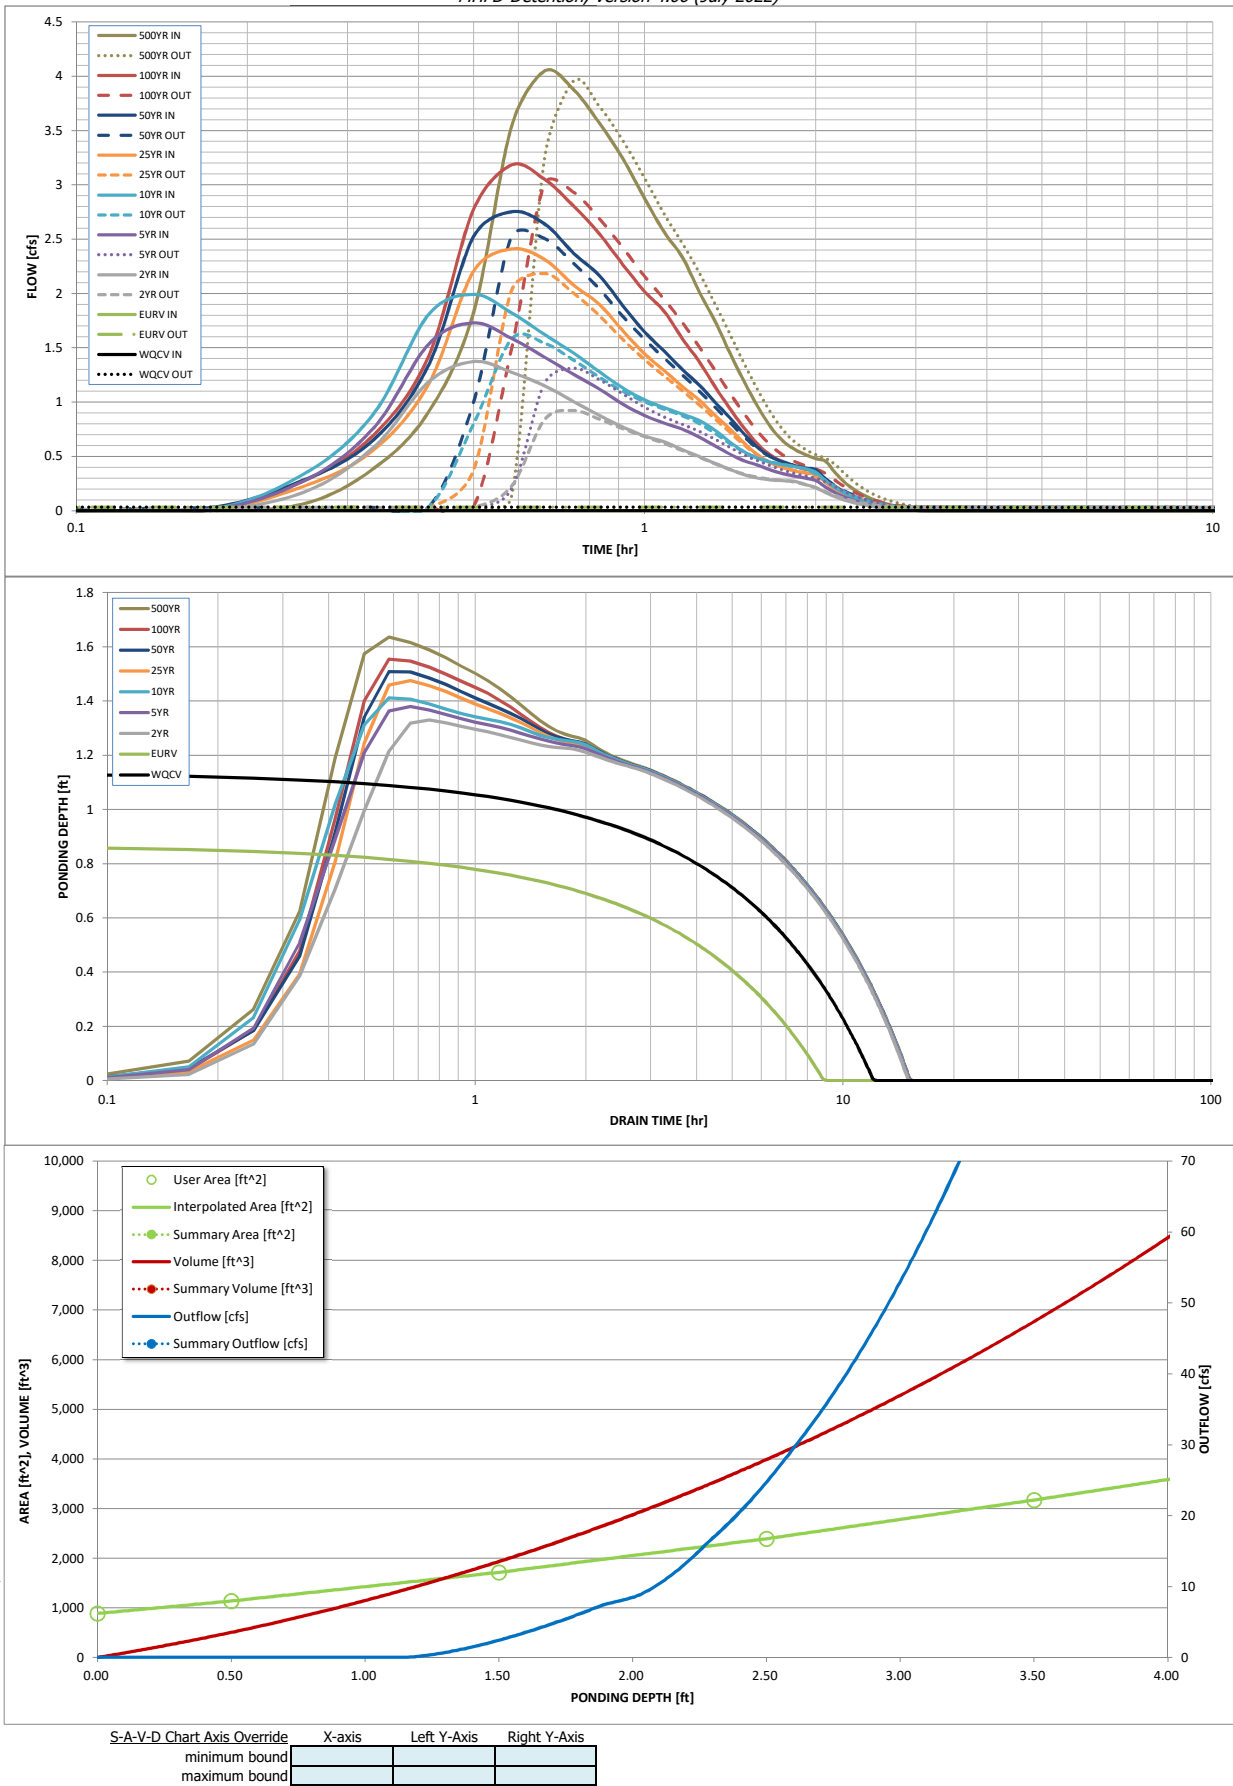 MHFD-Detention, Version 4.06 (July 2022)
4.5
4
3.5
3
2.5
2
1.5
1
0.5
0
FLOW [cfs]
500YR IN
500YR OUT
100YR IN
100YR OUT
50YR IN
50YR OUT
25YR IN
25YR OUT
10YR IN
10YR OUT
5YR IN
5YR OUT
2YR IN
2YR OUT
EURV IN
EURV OUT
WQCV IN
WQCV OUT
0.1 1 10
TIME [hr]
1.8
1.6
1.4
1.2
1
0.8
0.6
0.4
0.2
0
PONDING DEPTH [ft]
500YR
100YR
50YR
25YR
10YR
5YR
2YR
EURV
WQCV
0.1 1 10 100
DRAIN TIME [hr]
10,000
9,000
8,000
7,000
6,000
5,000
4,000
3,000
2,000
1,000
0
AREA [ft^2], VOLUME [ft^3]
User Area [ft^2]
Interpolated Area [ft^2]
Summary Area [ft^2]
Volume [ft^3]
Summary Volume [ft^3]
Outflow [cfs]
Summary Outflow [cfs]
70
60
50
40
30
20
10
0
OUTFLOW [cfs]
0.00 0.50 1.00 1.50 2.00 2.50 3.00 3.50 4.00
PONDING DEPTH [ft]
S-A-V-D Chart Axis Override X-axis Left Y-Axis Right Y-Axis
minimum bound
maximum bound